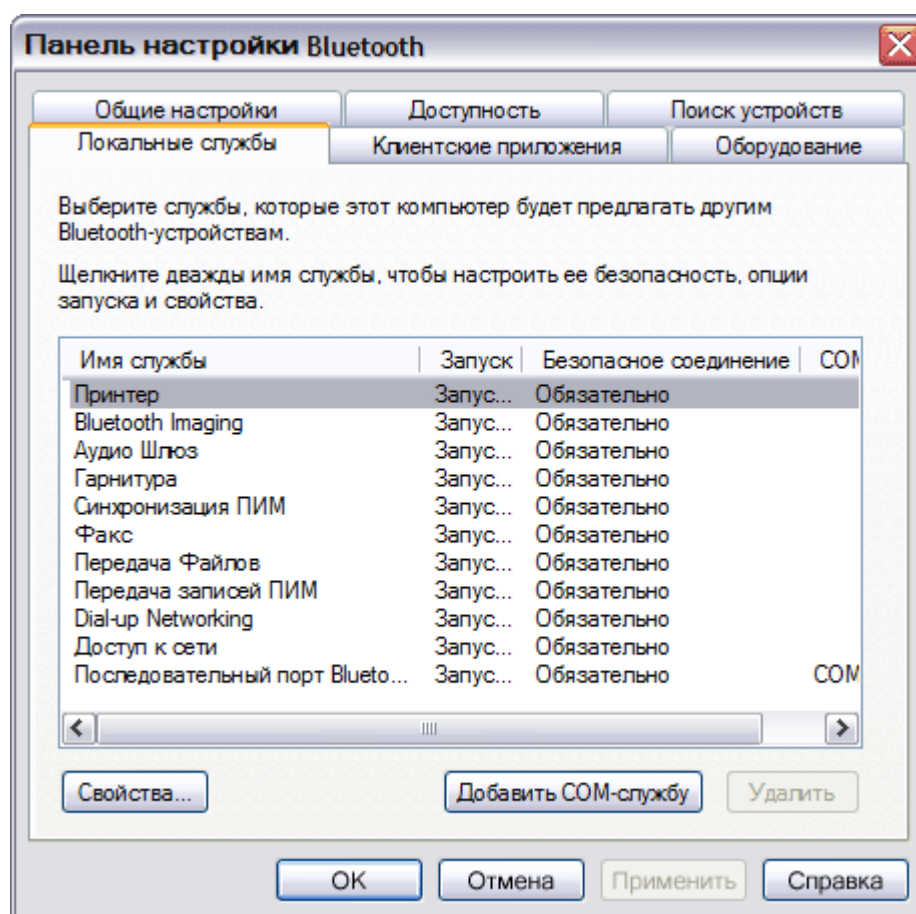 Панель настройки Bluetooth
Общие настройки Доступность Поиск устройств
Локальные службы Клиентские приложения Оборудование
Выберите службы, которые этот компьютер будет предлагать другим
Bluetooth-устройствам.
Щелкните дважды имя службы, чтобы настроить ее безопасность, опции
запуска и свойства.
Имя службы Запуск Безопасное соединение COM
Принтер Запус... Обязательно
Bluetooth Imaging Запус... Обязательно
Аудио Шлюз Запус... Обязательно
Гарнитура Запус... Обязательно
Синхронизация ПИМ Запус... Обязательно
Факс Запус... Обязательно
Передача Файлов Запус... Обязательно
Передача записей ПИМ Запус... Обязательно
Dial-up Networking Запус... Обязательно
Доступ к сети Запус... Обязательно
Последовательный порт Blueto... Запус... Обязательно COM
Свойства... Добавить COM-службу Удалить
OK Отмена Применить Справка